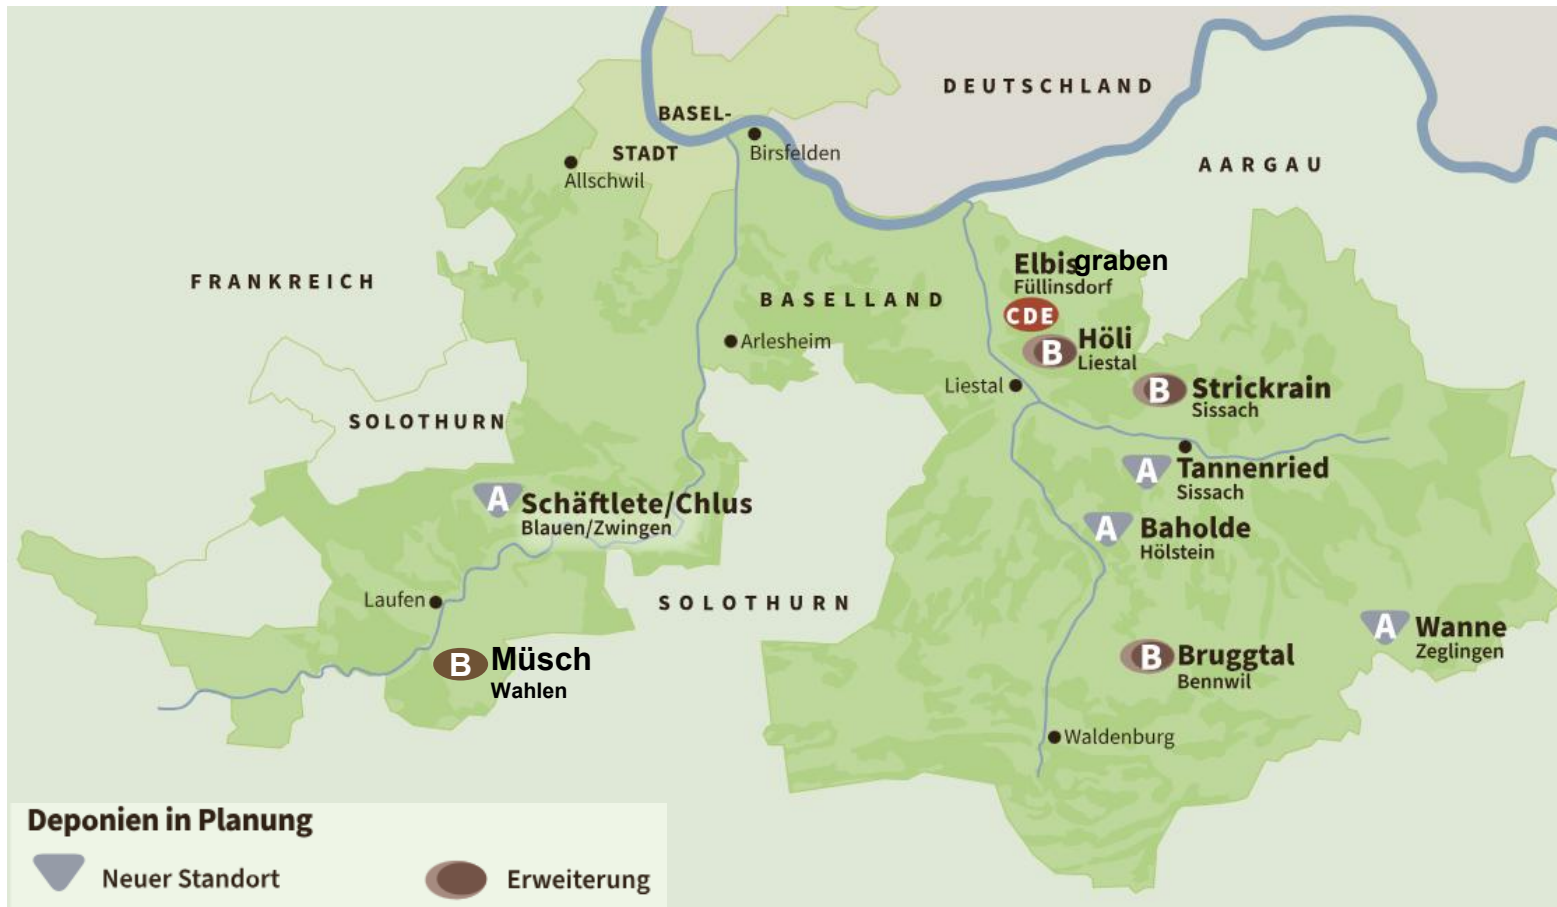 DEUTSCHLAND
BASEL-
STADT
Birsfelden
AARGAU
Allschwil
FRANKREICH
Elbisgraben
Füllinsdorf
CDE
BASELLAND
B Höli
Liestal
Arlesheim
Liestal
B Strickrain
Sissach
SOLOTHURN
A Tannenried
Sissach
A Schäftlete/Chlus
Blauen/Zwingen
A Baholde
Hölstein
Laufen
SOLOTHURN
A Wanne
Zeglingen
B Müsch
Wahlen
B Bruggtal
Bennwil
Waldenburg
Deponien in Planung
Neuer Standort
Erweiterung